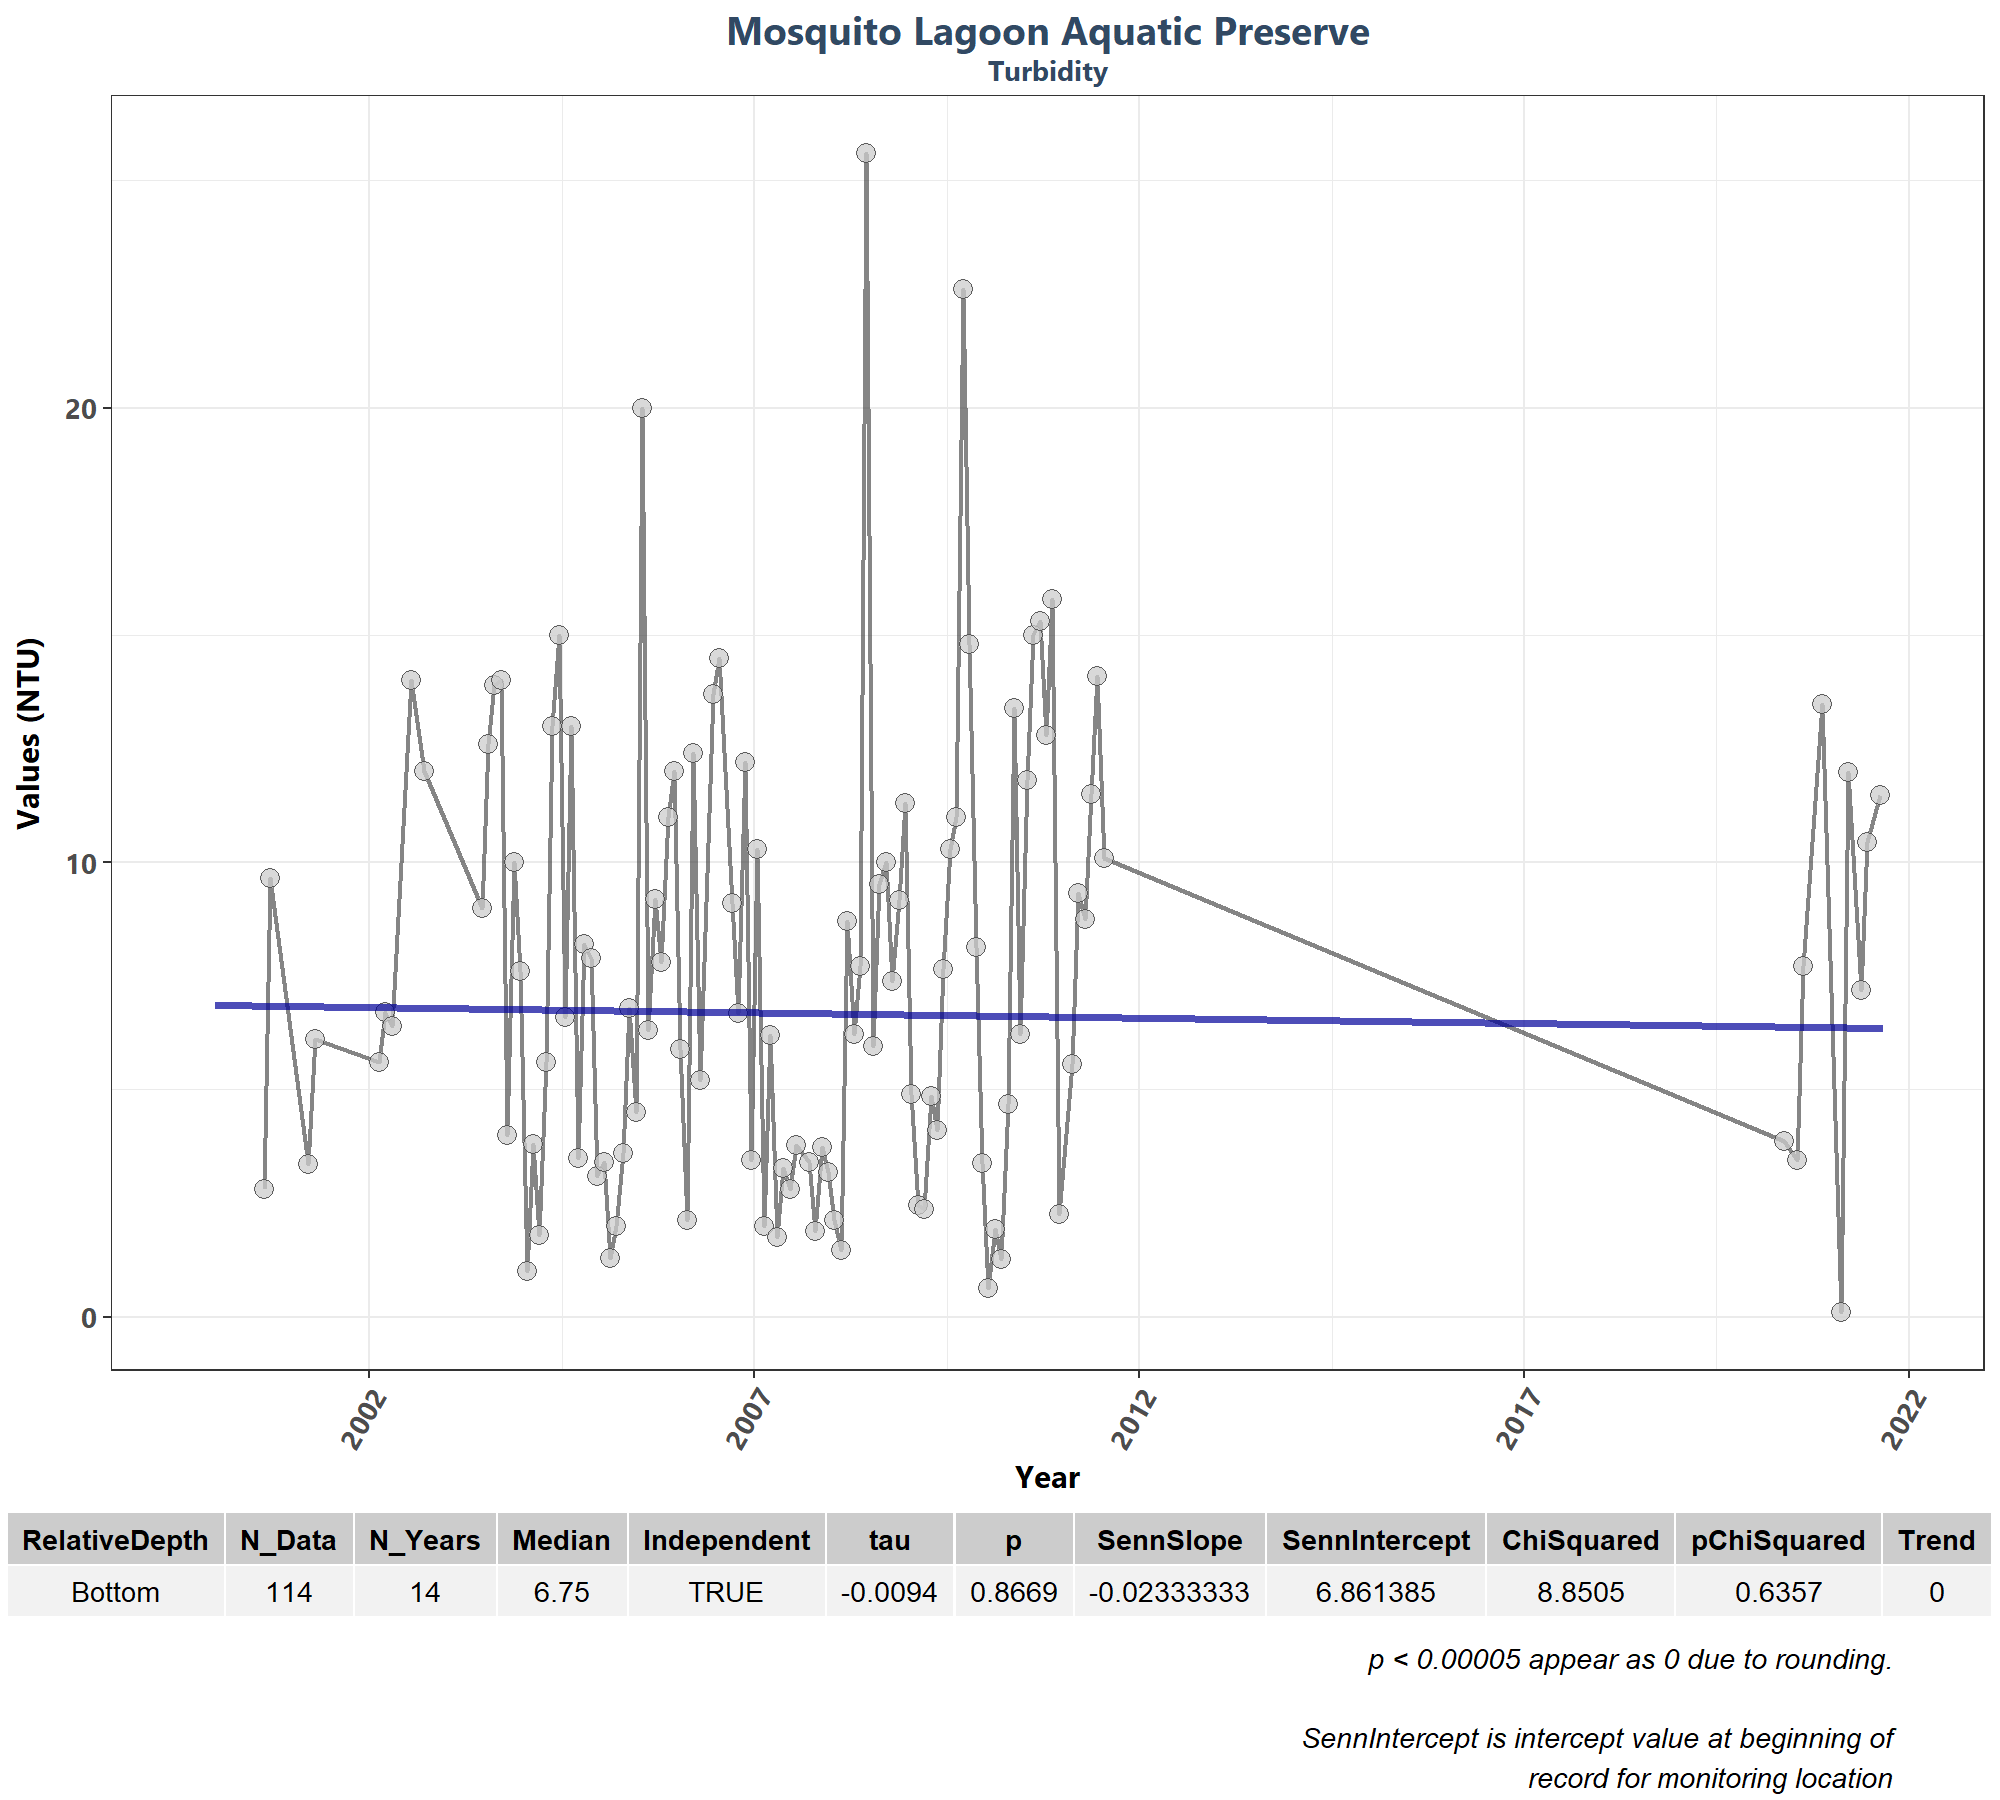 Mosquito Lagoon Aquatic Preserve
Turbidity
Values (NTU)
20
10
0
2002 2007 2012 2017 2022
Year
RelativeDepth N_Data N_Years Median Independent tau p SennSlope SennIntercept ChiSquared pChiSquared Trend
Bottom 114 14 6.75 TRUE -0.0094 0.8669 -0.02333333 6.861385 8.8505 0.6357 0
p < 0.00005 appear as 0 due to rounding.
SennIntercept is intercept value at beginning of
record for monitoring location